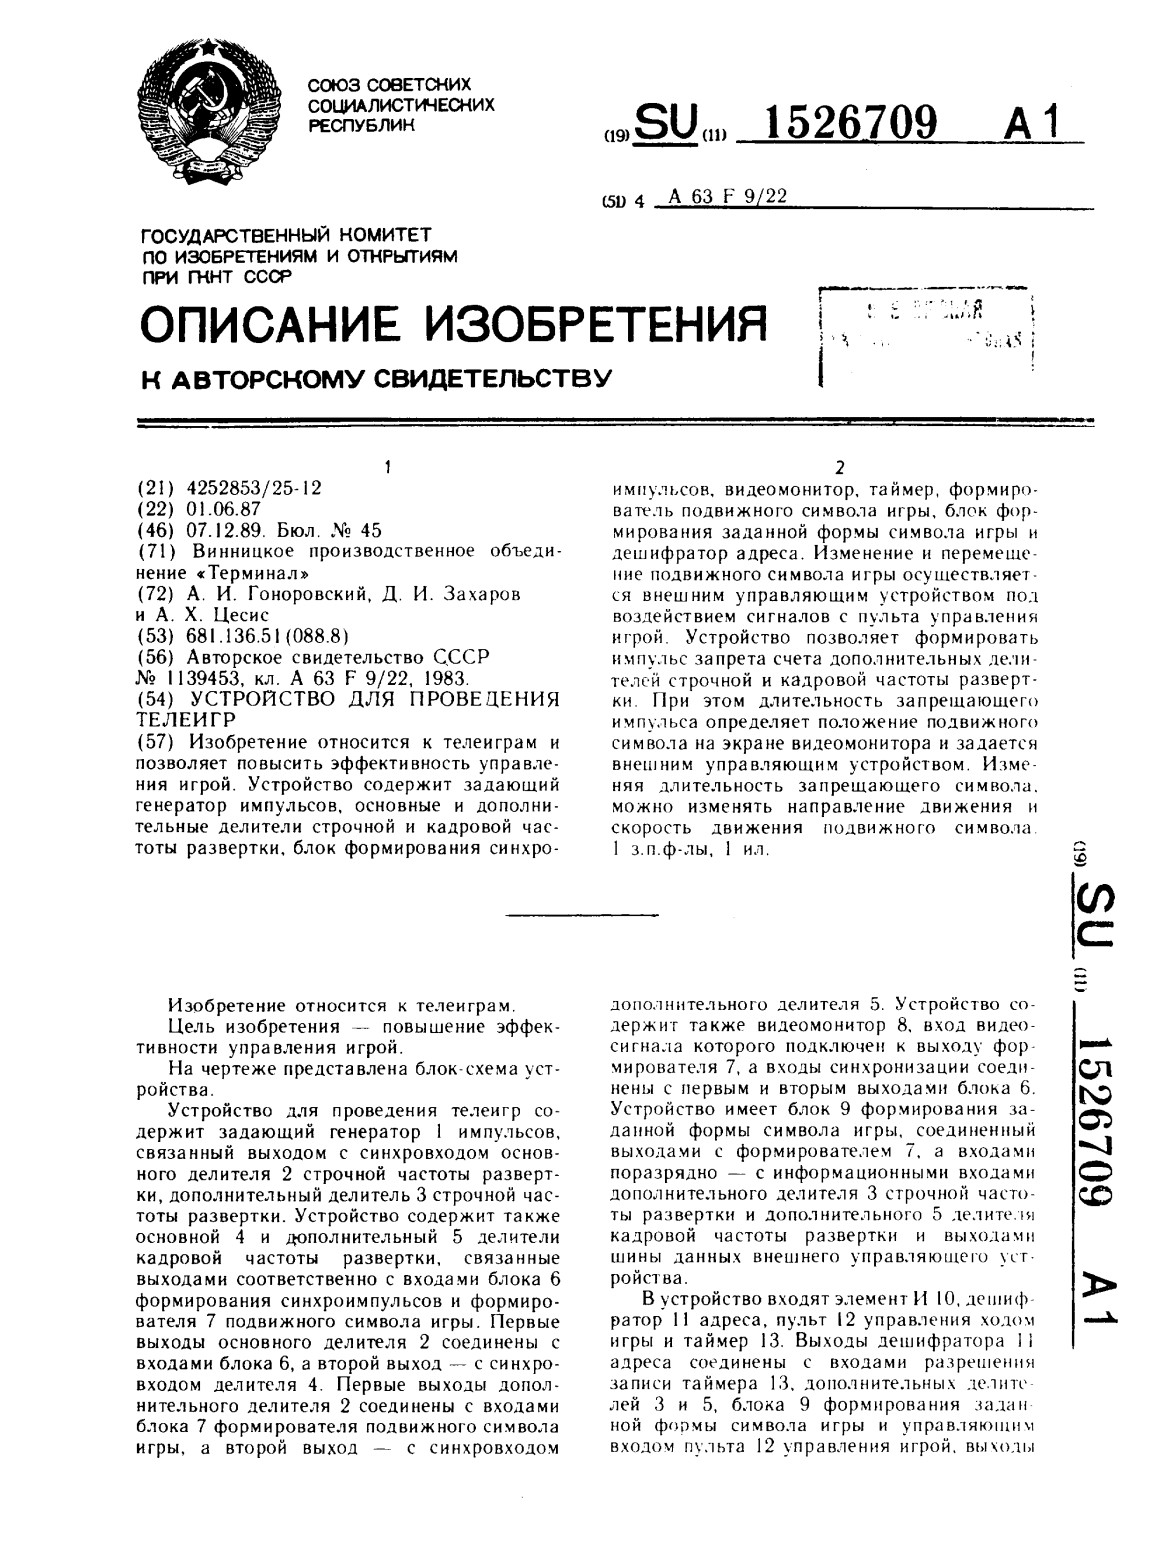 СОЮЗ СОВЕТСКИХ
СОЦИАЛИСТИЧЕСКИХ
РЕСПУБЛИК
(19) SU (11) 1526709 A1
(51) 4 A 63 F 9/22
ГОСУДАРСТВЕННЫЙ КОМИТЕТ
ПО ИЗОБРЕТЕНИЯМ И ОТКРЫТИЯМ
ПРИ ГКНТ СССР
ОПИСАНИЕ ИЗОБРЕТЕНИЯ
К АВТОРСКОМУ СВИДЕТЕЛЬСТВУ
1
(21) 4252853/25-12
(22) 01.06.87
(46) 07.12.89. Бюл. № 45
(71) Винницкое производственное объеди-
нение «Терминал»
(72) А. И. Гоноровский, Д. И. Захаров
и А. Х. Цесис
(53) 681.136.51(088.8)
(56) Авторское свидетельство СССР
№ 1139453, кл. А 63 F 9/22, 1983.
(54) УСТРОЙСТВО ДЛЯ ПРОВЕДЕНИЯ
ТЕЛЕИГР
(57) Изобретение относится к телеиграм и
позволяет повысить эффективность управле-
ния игрой. Устройство содержит задающий
генератор импульсов, основные и дополни-
тельные делители строчной и кадровой час-
тоты развертки, блок формирования синхро-
2
импульсов, видеомонитор, таймер, формиро-
ватель подвижного символа игры, блок фор-
мирования заданной формы символа игры и
дешифратор адреса. Изменение и перемеще-
ние подвижного символа игры осуществляет-
ся внешним управляющим устройством под
воздействием сигналов с пульта управления
игрой. Устройство позволяет формировать
импульс запрета счета дополнительных дели-
телей строчной и кадровой частоты разверт-
ки. При этом длительность запрещающего
импульса определяет положение подвижного
символа на экране видеомонитора и задается
внешним управляющим устройством. Изме-
няя длительность запрещающего символа,
можно изменять направление движения и
скорость движения подвижного символа.
1 з.п.ф-лы, 1 ил.
Изобретение относится к телеиграм.
Цель изобретения — повышение эффек-
тивности управления игрой.
На чертеже представлена блок-схема уст-
ройства.
Устройство для проведения телеигр со-
держит задающий генератор 1 импульсов,
связанный выходом с синхровходом основ-
ного делителя 2 строчной частоты разверт-
ки, дополнительный делитель 3 строчной час-
тоты развертки. Устройство содержит также
основной 4 и дополнительный 5 делители
кадровой частоты развертки, связанные
выходами соответственно с входами блока 6
формирования синхроимпульсов и формиро-
вателя 7 подвижного символа игры. Первые
выходы основного делителя 2 соединены с
входами блока 6, а второй выход — с синхро-
входом делителя 4. Первые выходы допол-
нительного делителя 2 соединены с входами
блока 7 формирователя подвижного символа
игры, а второй выход — с синхровходом
дополнительного делителя 5. Устройство со-
держит также видеомонитор 8, вход видео-
сигнала которого подключен к выходу фор-
мирователя 7, а входы синхронизации соеди-
нены с первым и вторым выходами блока 6.
Устройство имеет блок 9 формирования за-
данной формы символа игры, соединенный
выходами с формирователем 7, а входами
поразрядно — с информационными входами
дополнительного делителя 3 строчной часто-
ты развертки и дополнительного 5 делителя
кадровой частоты развертки и выходами
шины данных внешнего управляющего уст-
ройства.
В устройство входят элемент И 10, дешиф-
ратор 11 адреса, пульт 12 управления ходом
игры и таймер 13. Выходы дешифратора 11
адреса соединены с входами разрешения
записи таймера 13, дополнительных делите-
лей 3 и 5, блока 9 формирования задан-
ной формы символа игры и управляющим
входом пульта 12 управления игрой, выходы
(19) SU (11) 1526709 A1